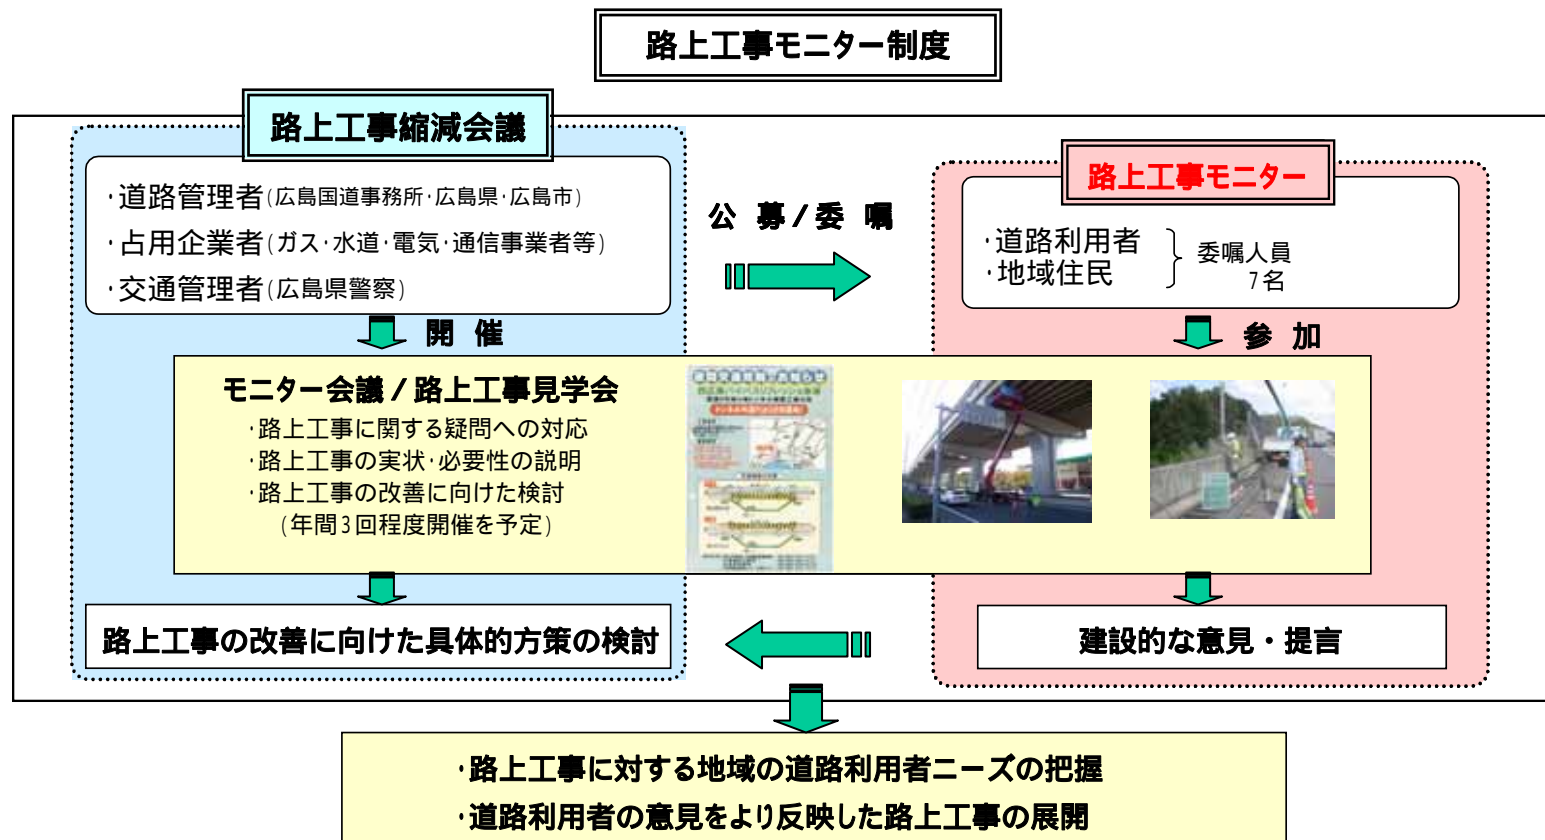 路上工事モニター制度
路上工事縮減会議
・道路管理者(広島国道事務所・広島県・広島市)
・占用企業者(ガス・水道・電気・通信事業者等)
・交通管理者(広島県警察)
公 募/委 嘱
路上工事モニター
・道路利用者
・地域住民
委嘱人員
7名
開 催
参 加
モニター会議/路上工事見学会
・路上工事に関する疑問への対応
・路上工事の実状・必要性の説明
・路上工事の改善に向けた検討
(年間3回程度開催を予定)
路上工事の改善に向けた具体的方策の検討
建設的な意見・提言
・路上工事に対する地域の道路利用者ニーズの把握
・道路利用者の意見をより反映した路上工事の展開